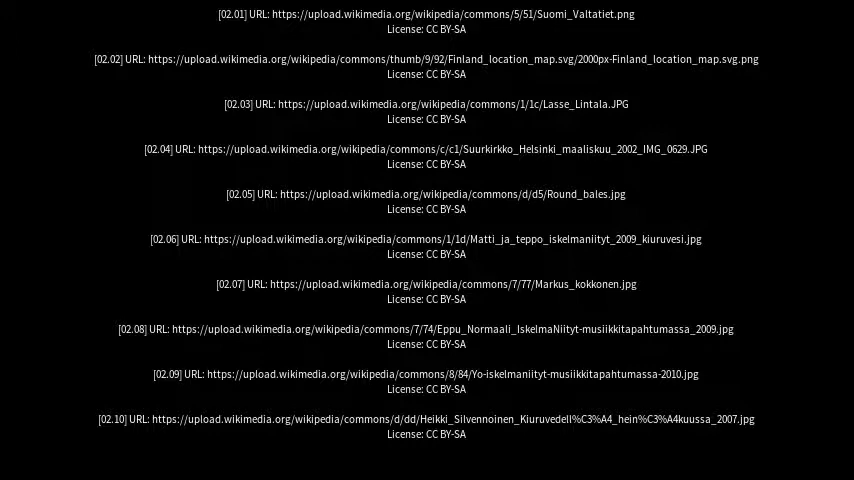 [02.01] URL: https://upload.wikimedia.org/wikipedia/commons/5/51/Suomi_Valtatiet.png
License: CC BY-SA
[02.02] URL: https://upload.wikimedia.org/wikipedia/commons/thumb/9/92/Finland_location_map.svg/2000px-Finland_location_map.svg.png
License: CC BY-SA
[02.03] URL: https://upload.wikimedia.org/wikipedia/commons/1/1c/Lasse_Lintala.JPG
License: CC BY-SA
[02.04] URL: https://upload.wikimedia.org/wikipedia/commons/c/c1/Suurkirkko_Helsinki_maaliskuu_2002_IMG_0629.JPG
License: CC BY-SA
[02.05] URL: https://upload.wikimedia.org/wikipedia/commons/d/d5/Round_bales.jpg
License: CC BY-SA
[02.06] URL: https://upload.wikimedia.org/wikipedia/commons/1/1d/Matti_ja_teppo_iskelmaniityt_2009_kiuruvesi.jpg
License: CC BY-SA
[02.07] URL: https://upload.wikimedia.org/wikipedia/commons/7/77/Markus_kokkonen.jpg
License: CC BY-SA
[02.08] URL: https://upload.wikimedia.org/wikipedia/commons/7/74/Eppu_Normaali_IskelmaNiityt-musiikkitapahtumassa_2009.jpg
License: CC BY-SA
[02.09] URL: https://upload.wikimedia.org/wikipedia/commons/8/84/Yo-iskelmaniityt-musiikkitapahtumassa-2010.jpg
License: CC BY-SA
[02.10] URL: https://upload.wikimedia.org/wikipedia/commons/d/dd/Heikki_Silvennoinen_Kiuruvedell%C3%A4_hein%C3%A4kuussa_2007.jpg
License: CC BY-SA